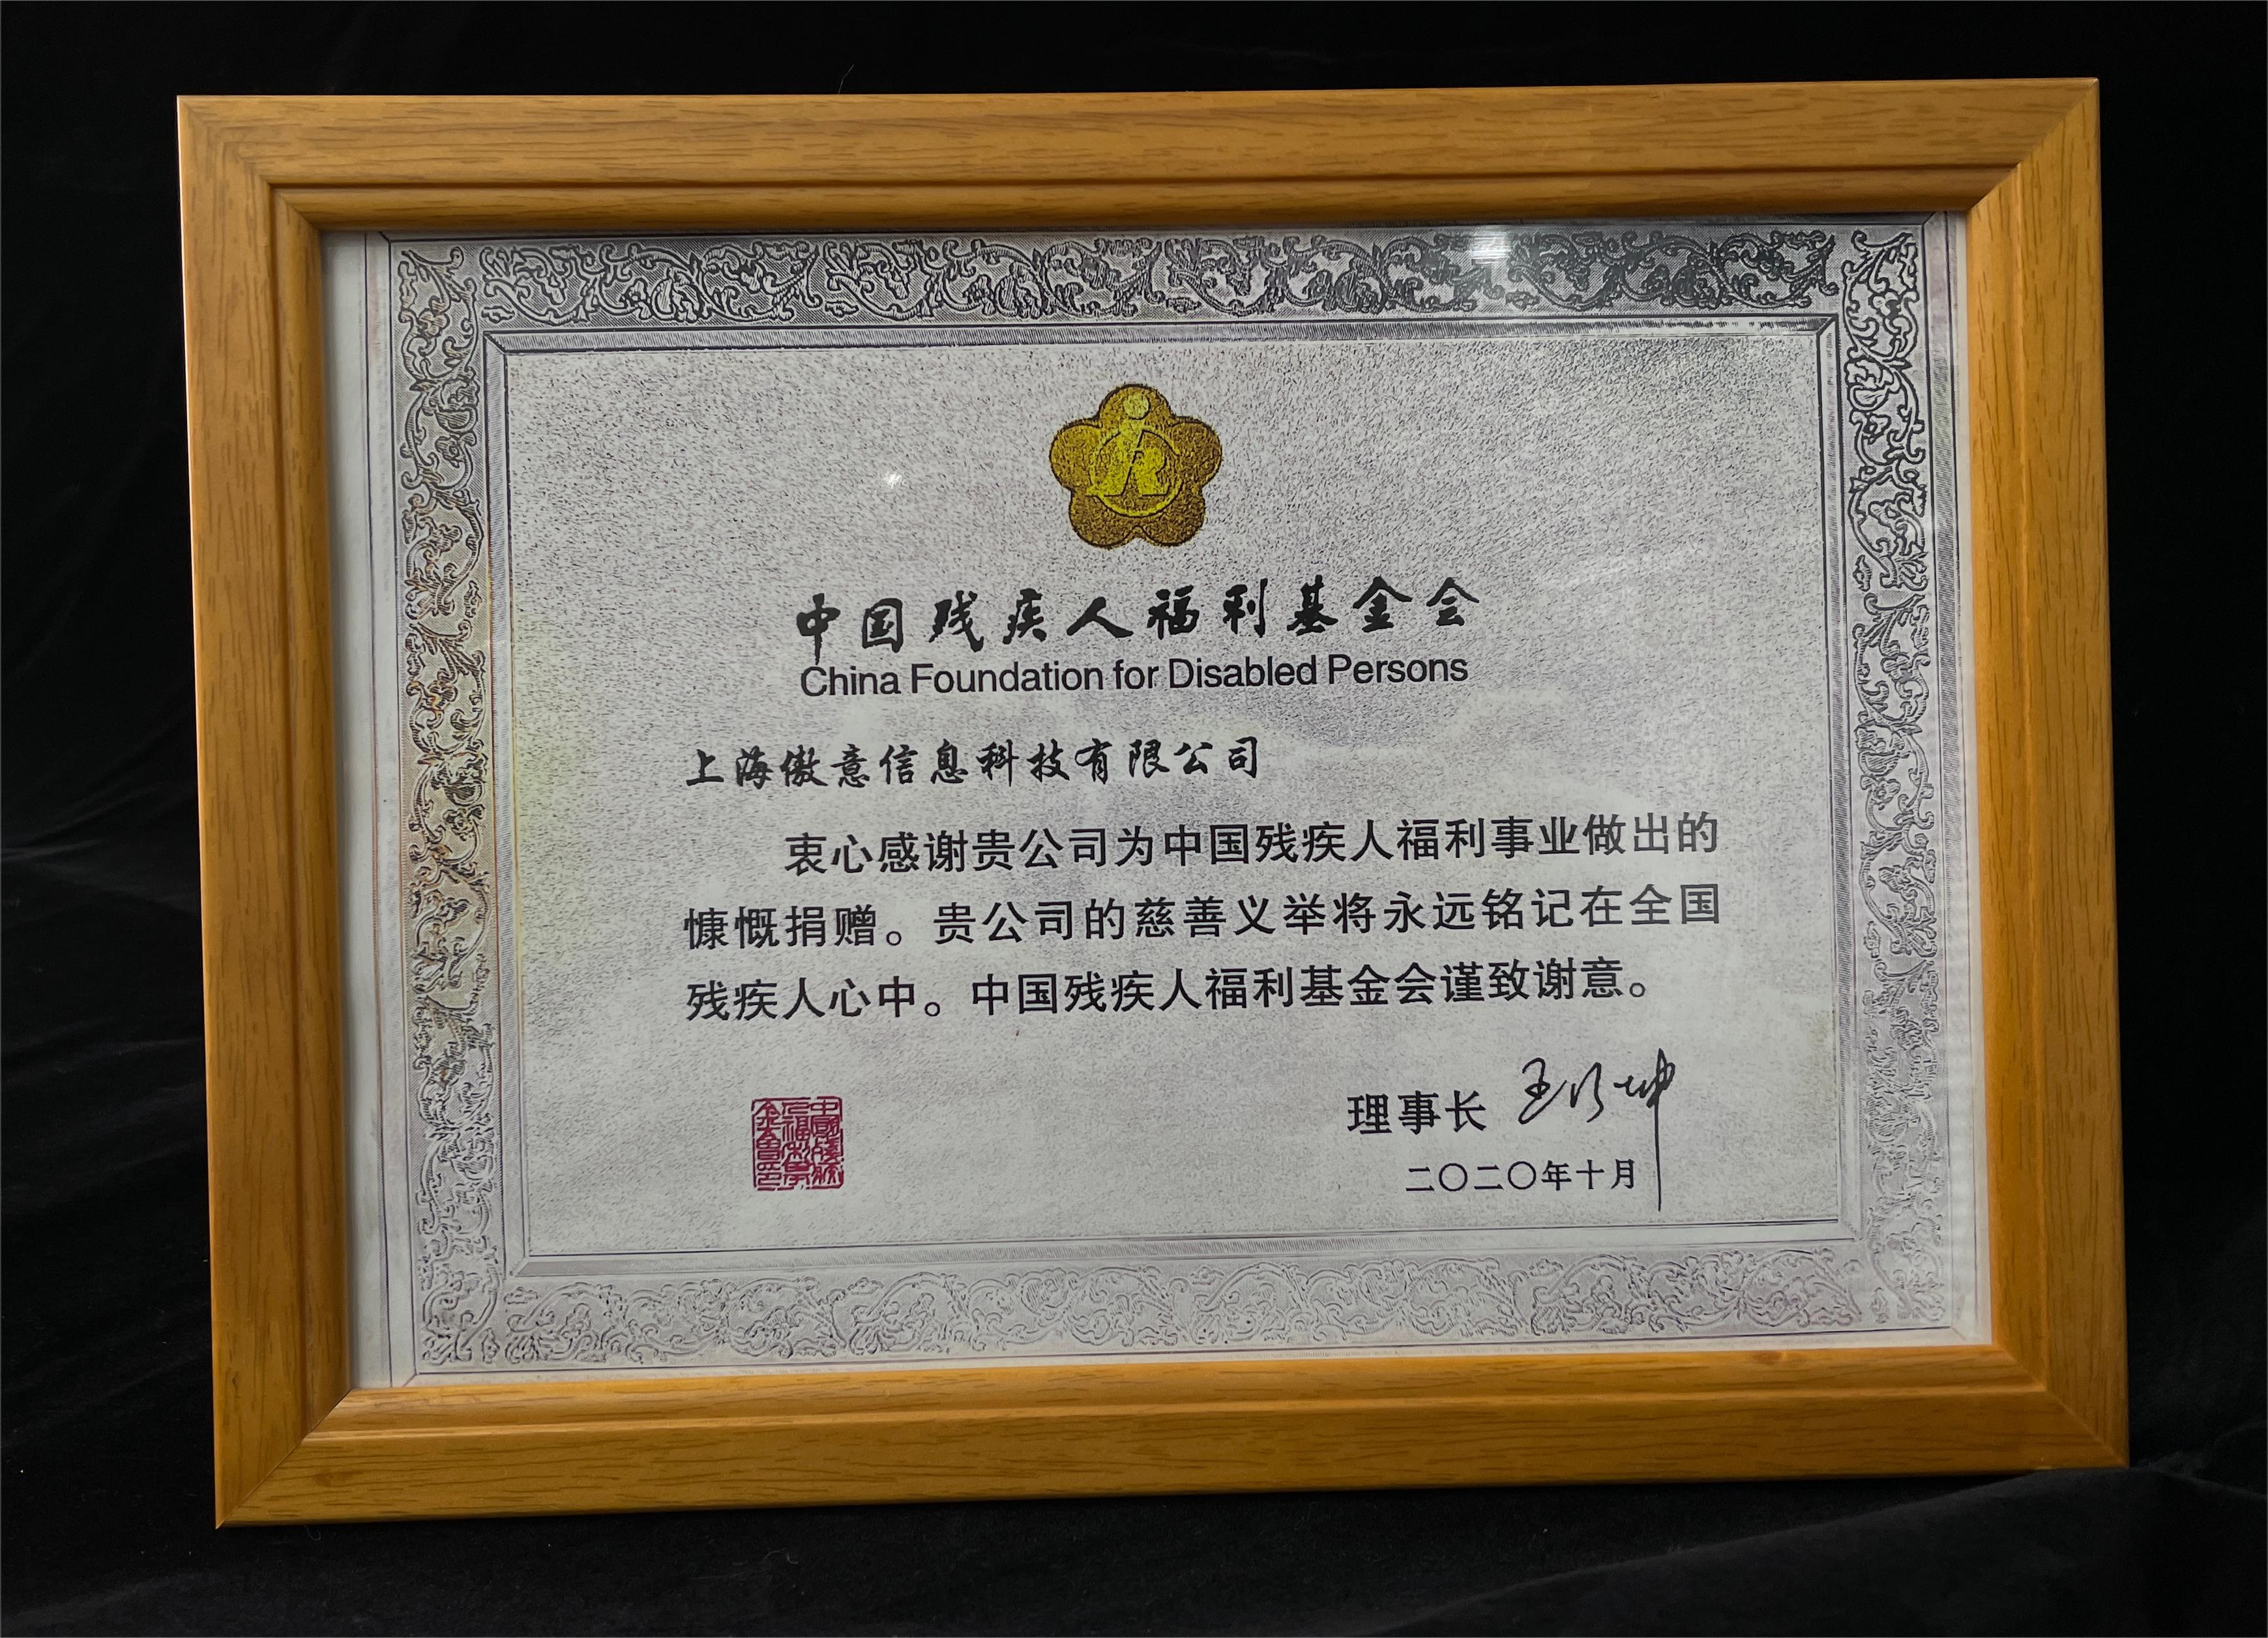 中国残疾人福利基金会
China Foundation for Disabled Persons
上海傲意信息科技有限公司
衷心感谢贵公司为中国残疾人福利事业做出的
慷慨捐赠。贵公司的慈善义举将永远铭记在全国
残疾人心中。中国残疾人福利基金会谨致谢意。
理事长
二〇二〇年十月